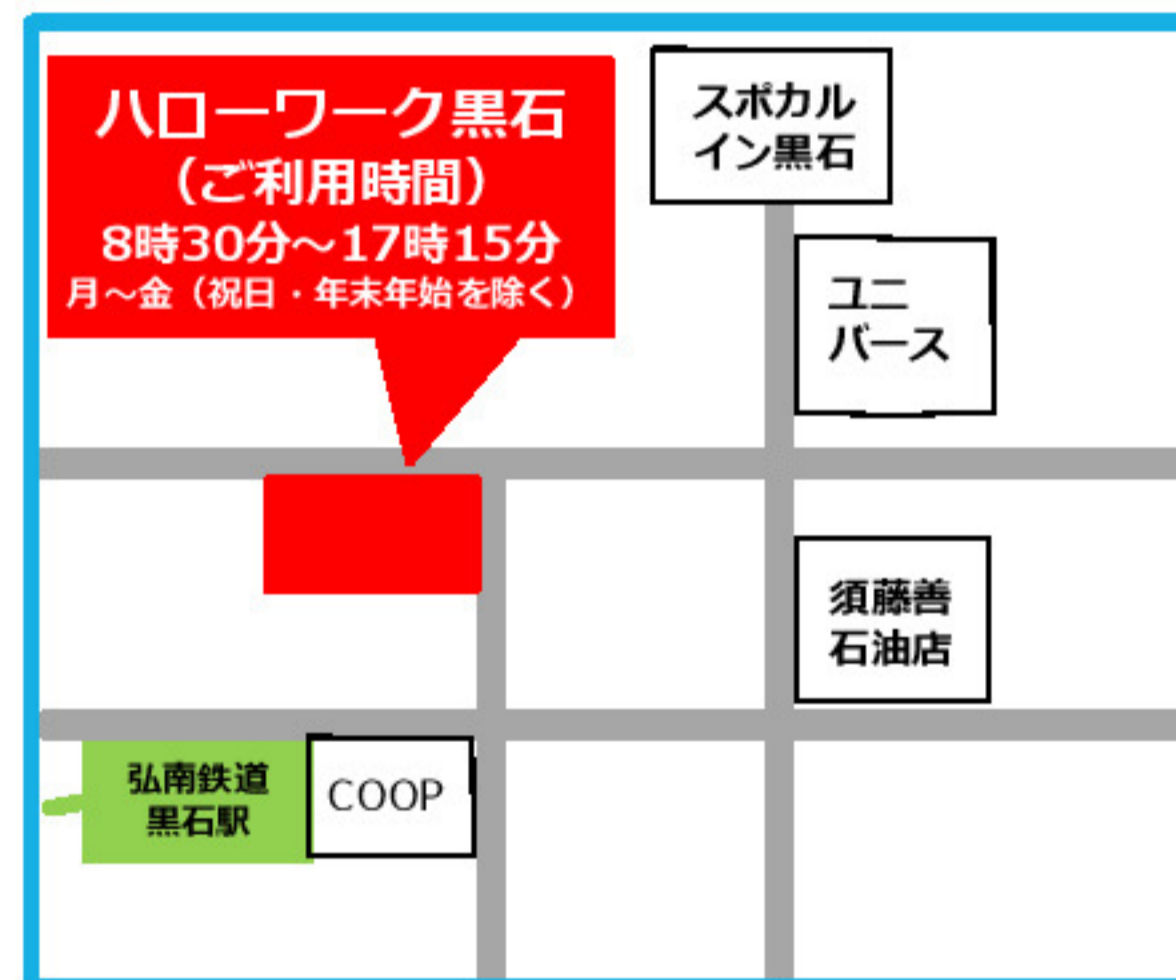 ハローワーク黒石
（ご利用時間）
8時30分～17時15分
月～金（祝日・年末年始を除く）
スポカル
イン黒石
ユニ
バース
須藤善
石油店
弘南鉄道
黒石駅
COOP